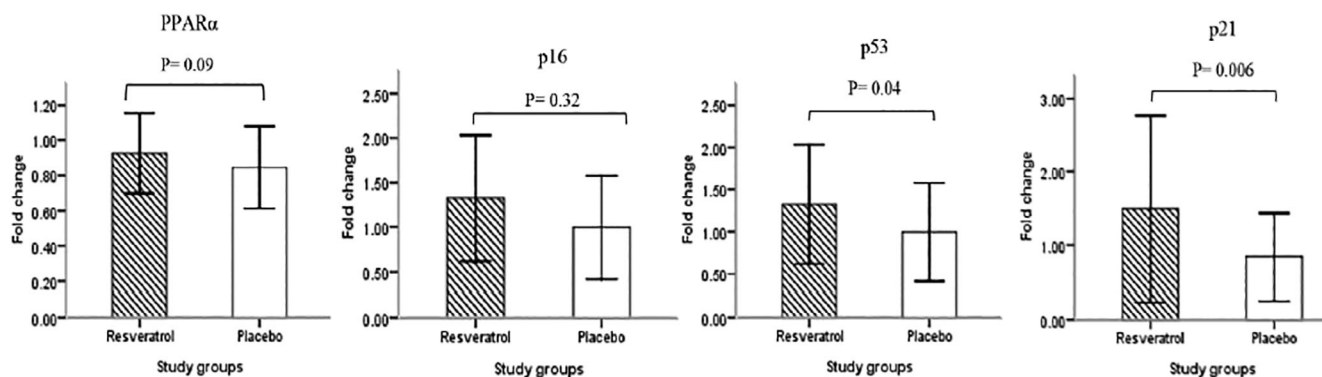 PPARα
P= 0.09
1.20
1.00
0.80
0.60
0.40
0.20
0.00
Fold change
Resveratrol Placebo
Study groups
p16
P= 0.32
2.50
2.00
1.50
1.00
0.50
0.00
Fold change
Resveratrol Placebo
Study groups
p53
P= 0.04
2.50
2.00
1.50
1.00
0.50
0.00
Fold change
Resveratrol Placebo
Study groups
p21
P= 0.006
3.00
2.00
1.00
0.00
Fold change
Resveratrol Placebo
Study groups